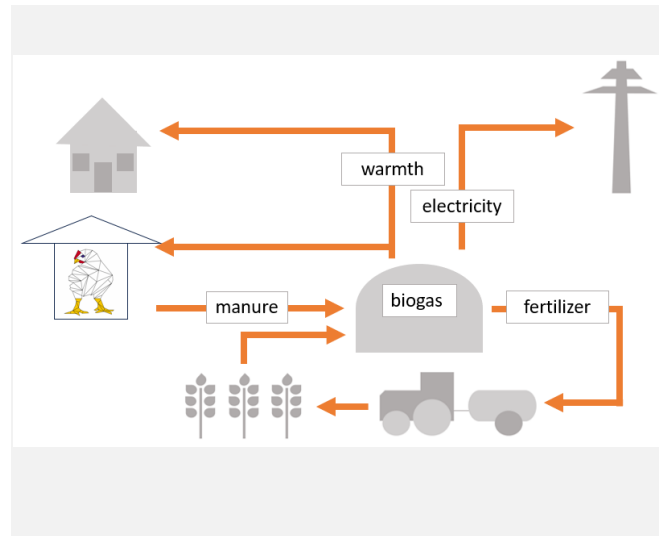 warmth
electricity
biogas
manure
fertilizer